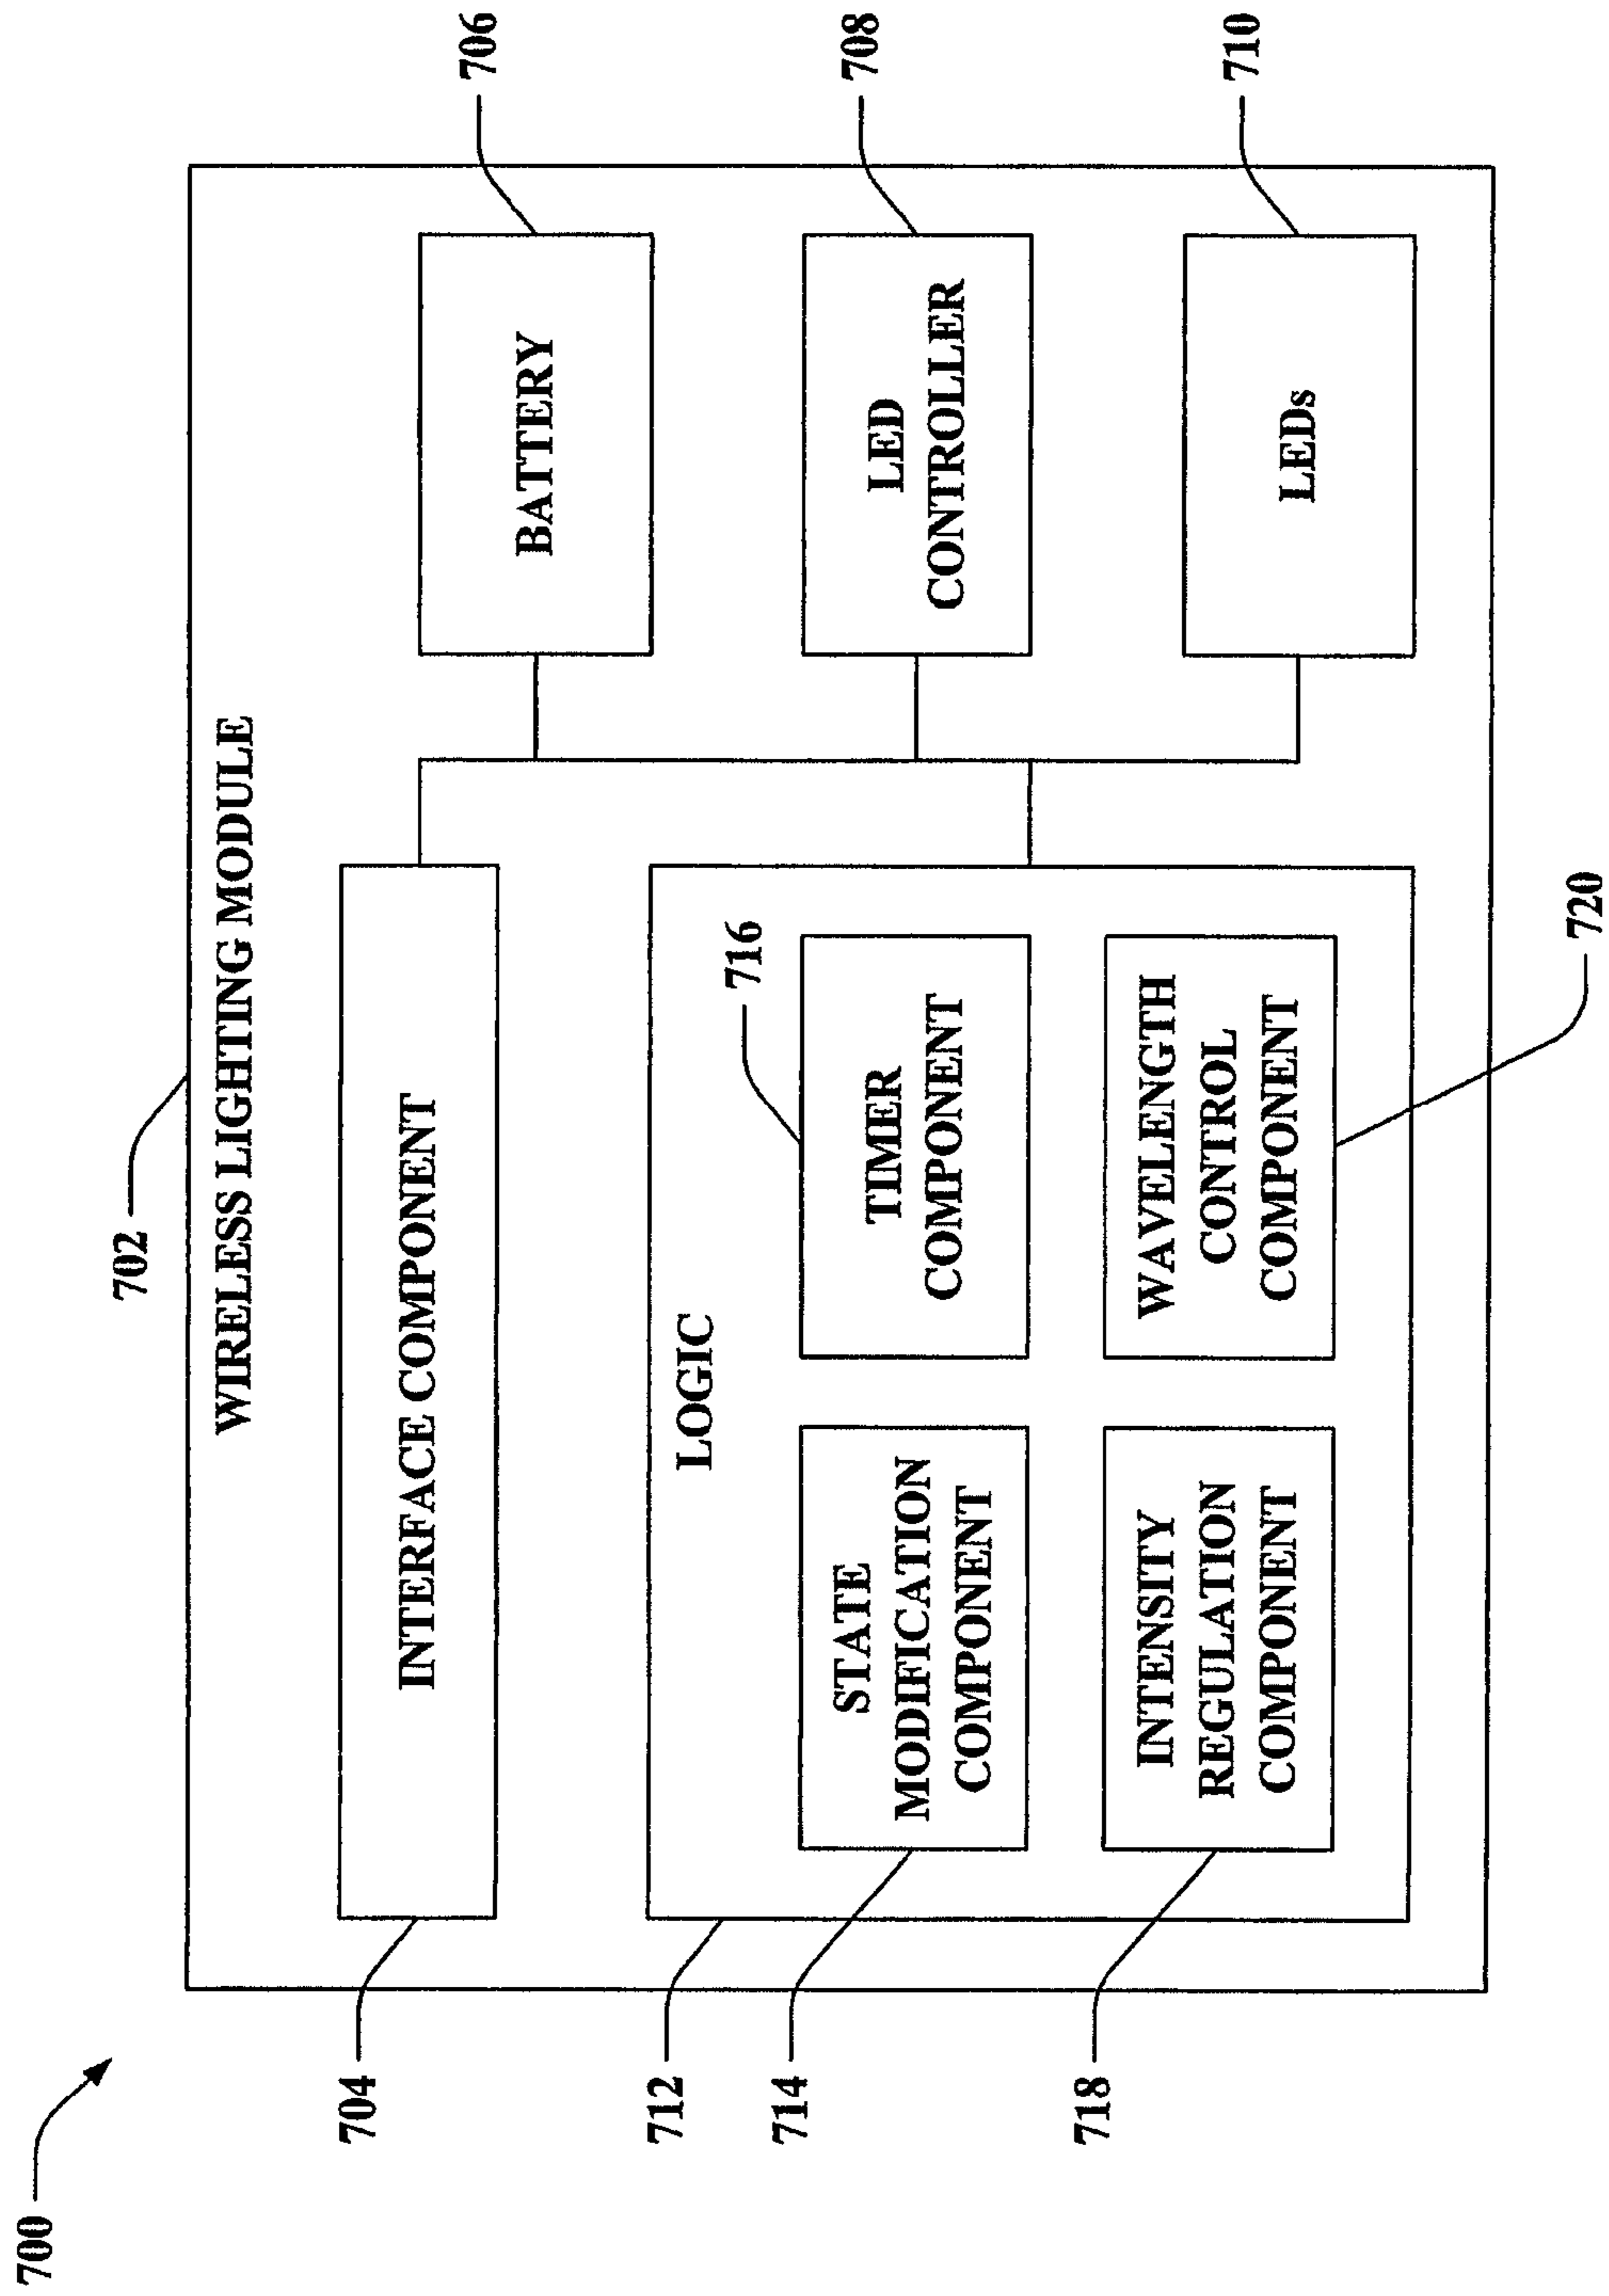 700
702
WIRELESS LIGHTING MODULE
704
INTERFACE COMPONENT
706
BATTERY
712
LOGIC
714
STATE
MODIFICATION
COMPONENT
716
TIMER
COMPONENT
718
INTENSITY
REGULATION
COMPONENT
720
WAVELENGTH
CONTROL
COMPONENT
708
LED
CONTROLLER
710
LEDs